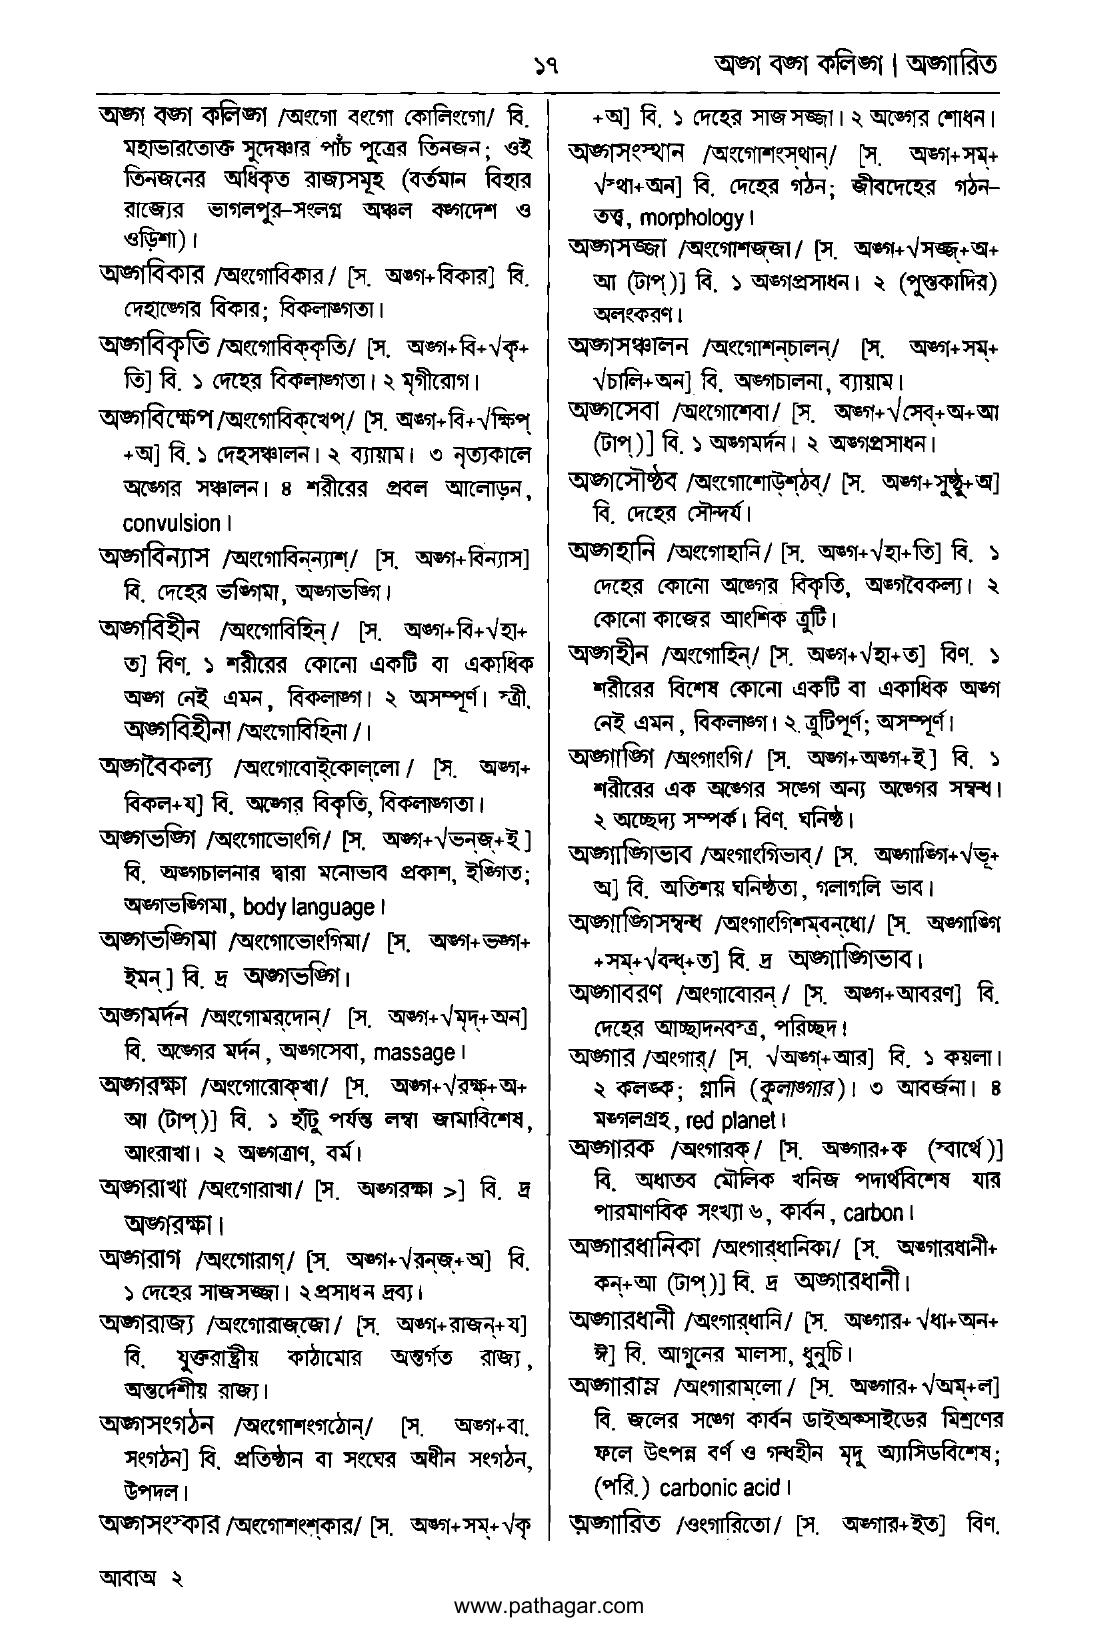 ১৭
অঙ্গ বঙ্গ কলিঙ্গ | অঙ্গারিত
অঙ্গ বঙ্গ কলিঙ্গ /অংগো বংগো কোলিংগো/ বি.
মহাভারতোক্ত সুদেষ্ণার পাঁচ পুত্রের তিনজন; ওই
তিনজনের অধিকৃত রাজ্যসমূহ (বর্তমান বিহার
রাজ্যের ভাগলপুর–সংলগ্ন অঞ্চল বঙ্গদেশ ও
ওড়িশা)।
অঙ্গবিকার /অংগোবিকার/ [স. অঙ্গ+বিকার] বি.
দেহাঙ্গের বিকার; বিকলাঙ্গতা।
অঙ্গবিকৃতি /অংগোবিক্‌কৃতি/ [স. অঙ্গ+বি+√কৃ+
তি] বি. ১ দেহের বিকলাঙ্গতা। ২ মৃগীরোগ।
অঙ্গবিক্ষেপ /অংগোবিক্‌খেপ্‌/ [স. অঙ্গ+বি+√ক্ষিপ্‌
+অ] বি. ১ দেহসঞ্চালন। ২ ব্যায়াম। ৩ নৃত্যকালে
অঙ্গের সঞ্চালন। ৪ শরীরের প্রবল আলোড়ন,
convulsion।
অঙ্গবিন্যাস /অংগোবিন্‌ন্যাশ্‌/ [স. অঙ্গ+বিন্যাস]
বি. দেহের ভঙ্গিমা, অঙ্গভঙ্গি।
অঙ্গবিহীন /অংগোবিহিন্‌/ [স. অঙ্গ+বি+√হা+
ত] বিণ. ১ শরীরের কোনো একটি বা একাধিক
অঙ্গ নেই এমন, বিকলাঙ্গ। ২ অসম্পূর্ণ। স্ত্রী.
অঙ্গবিহীনা /অংগোবিহিনা/।
অঙ্গবৈকল্য /অংগোবোই্‌কোল্‌লো/ [স. অঙ্গ+
বিকল+য] বি. অঙ্গের বিকৃতি, বিকলাঙ্গতা।
অঙ্গভঙ্গি /অংগোভোংগি/ [স. অঙ্গ+√ভন্‌জ্‌+ই]
বি. অঙ্গচালনার দ্বারা মনোভাব প্রকাশ, ইঙ্গিত;
অঙ্গভঙ্গিমা, body language।
অঙ্গভঙ্গিমা /অংগোভোংগিমা/ [স. অঙ্গ+ভঙ্গ+
ইমন্‌] বি. দ্র অঙ্গভঙ্গি।
অঙ্গমর্দন /অংগোমর্‌দোন্‌/ [স. অঙ্গ+√মৃদ্‌+অন]
বি. অঙ্গের মর্দন, অঙ্গসেবা, massage।
অঙ্গরক্ষা /অংগোরোক্‌খা/ [স. অঙ্গ+√রক্ষ্‌+অ+
আ (টাপ্‌)] বি. ১ হাঁটু পর্যন্ত লম্বা জামাবিশেষ,
আংরাখা। ২ অঙ্গত্রাণ, বর্ম।
অঙ্গরাখা /অংগোরাখা/ [স. অঙ্গরক্ষা >] বি. দ্র
অঙ্গরক্ষা।
অঙ্গরাগ /অংগোরাগ্‌/ [স. অঙ্গ+√রন্‌জ্‌+অ] বি.
১ দেহের সাজসজ্জা। ২ প্রসাধন দ্রব্য।
অঙ্গরাজ্য /অংগোরাজ্‌জো/ [স. অঙ্গ+রাজন্‌+য]
বি. যুক্তরাষ্ট্রীয় কাঠামোর অন্তর্গত রাজ্য,
অন্তর্দেশীয় রাজ্য।
অঙ্গসংগঠন /অংগোশংগঠোন্‌/ [স. অঙ্গ+বা.
সংগঠন] বি. প্রতিষ্ঠান বা সংঘের অধীন সংগঠন,
উপদল।
অঙ্গসংস্কার /অংগোশংশ্‌কার/ [স. অঙ্গ+সম্‌+√কৃ
+অ] বি. ১ দেহের সাজসজ্জা। ২ অঙ্গের শোধন।
অঙ্গসংস্থান /অংগোশংস্‌থান্‌/ [স. অঙ্গ+সম্‌+
√স্থা+অন] বি. দেহের গঠন; জীবদেহের গঠন–
তত্ত্ব, morphology।
অঙ্গসজ্জা /অংগোশজ্‌জা/ [স. অঙ্গ+√সজ্জ্‌+অ+
আ (টাপ্‌)] বি. ১ অঙ্গপ্রসাধন। ২ (পুস্তকাদির)
অলংকরণ।
অঙ্গসঞ্চালন /অংগোশন্‌চালন্‌/ [স. অঙ্গ+সম্‌+
√চালি+অন] বি. অঙ্গচালনা, ব্যায়াম।
অঙ্গসেবা /অংগোশেবা/ [স. অঙ্গ+√সেব্‌+অ+আ
(টাপ্‌)] বি. ১ অঙ্গমর্দন। ২ অঙ্গপ্রসাধন।
অঙ্গসৌষ্ঠব /অংগোশোউ্‌শ্‌ঠব্‌/ [স. অঙ্গ+সুষ্ঠু+অ]
বি. দেহের সৌন্দর্য।
অঙ্গহানি /অংগোহানি/ [স. অঙ্গ+√হা+তি] বি. ১
দেহের কোনো অঙ্গের বিকৃতি, অঙ্গবৈকল্য। ২
কোনো কাজের আংশিক ত্রুটি।
অঙ্গহীন /অংগোহিন্‌/ [স. অঙ্গ+√হা+ত] বিণ. ১
শরীরের বিশেষ কোনো একটি বা একাধিক অঙ্গ
নেই এমন, বিকলাঙ্গ। ২. ত্রুটিপূর্ণ; অসম্পূর্ণ।
অঙ্গাঙ্গি /অংগাংগি/ [স. অঙ্গ+অঙ্গ+ই] বি. ১
শরীরের এক অঙ্গের সঙ্গে অন্য অঙ্গের সম্বন্ধ।
২ অচ্ছেদ্য সম্পর্ক। বিণ. ঘনিষ্ঠ।
অঙ্গাঙ্গিভাব /অংগাংগিভাব্‌/ [স. অঙ্গাঙ্গি+√ভূ+
অ] বি. অতিশয় ঘনিষ্ঠতা, গলাগলি ভাব।
অঙ্গাঙ্গিসম্বন্ধ /অংগাংগিশম্‌বন্‌ধো/ [স. অঙ্গাঙ্গি
+সম্‌+√বন্ধ্‌+ত] বি. দ্র অঙ্গাঙ্গিভাব।
অঙ্গাবরণ /অংগাবোরন্‌/ [স. অঙ্গ+আবরণ] বি.
দেহের আচ্ছাদনবস্ত্র, পরিচ্ছদ।
অঙ্গার /অংগার্‌/ [স. √অঙ্গ্‌+আর] বি. ১ কয়লা।
২ কলঙ্ক; গ্লানি (কুলাঙ্গার)। ৩ আবর্জনা। ৪
মঙ্গলগ্রহ, red planet।
অঙ্গারক /অংগারক্‌/ [স. অঙ্গার+ক (স্বার্থে)]
বি. অধাতব মৌলিক খনিজ পদার্থবিশেষ যার
পারমাণবিক সংখ্যা ৬, কার্বন, carbon।
অঙ্গারধানিকা /অংগার্‌ধানিকা/ [স. অঙ্গারধানী+
কন্‌+আ (টাপ্‌)] বি. দ্র অঙ্গারধানী।
অঙ্গারধানী /অংগার্‌ধানি/ [স. অঙ্গার+√ধা+অন+
ঈ] বি. আগুনের মালসা, ধুনুচি।
অঙ্গারাম্ল /অংগারাম্‌লো/ [স. অঙ্গার+√অম্‌+ল]
বি. জলের সঙ্গে কার্বন ডাইঅক্সাইডের মিশ্রণের
ফলে উৎপন্ন বর্ণ ও গন্ধহীন মৃদু অ্যাসিডবিশেষ;
(পরি.) carbonic acid।
অঙ্গারিত /ওংগারিতো/ [স. অঙ্গার+ইত] বিণ.
আবাঅ ২
www.pathagar.com